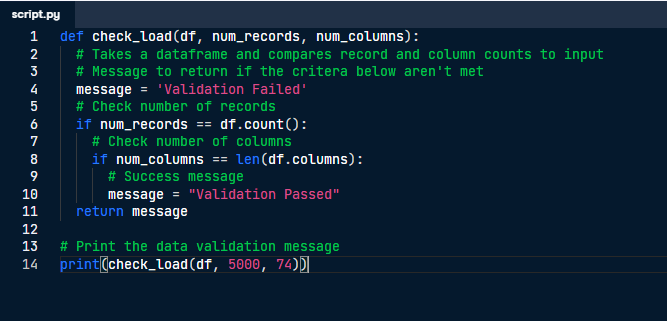 script.py
1 def check_load(df, num_records, num_columns):
2   # Takes a dataframe and compares record and column counts to input
3   # Message to return if the critera below aren't met
4   message = 'Validation Failed'
5   # Check number of records
6   if num_records == df.count():
7     # Check number of columns
8     if num_columns == len(df.columns):
9       # Success message
10       message = "Validation Passed"
11   return message
12
13 # Print the data validation message
14 print(check_load(df, 5000, 74))